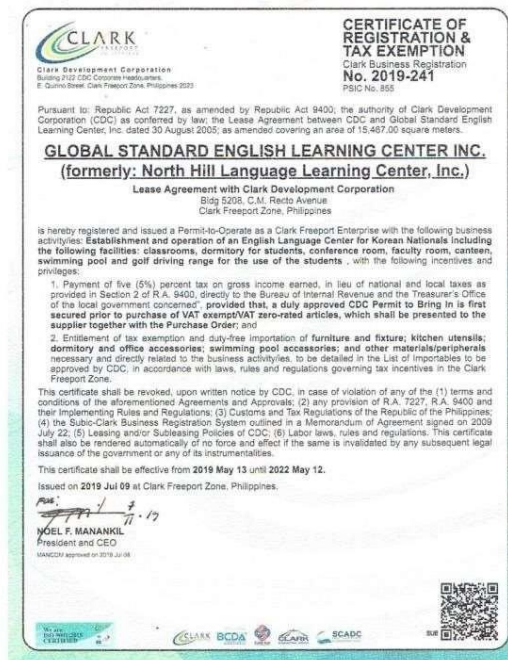 CLARK
FREEPORT
Clark Development Corporation
Building 2122 CDC Corporate Headquarters,
E. Quirino Street, Clark Freeport Zone, Philippines 2023
CERTIFICATE OF
REGISTRATION &
TAX EXEMPTION
Clark Business Registration
No. 2019-241
PSIC No. 855
Pursuant to: Republic Act 7227, as amended by Republic Act 9400; the authority of Clark Development
Corporation (CDC) as conferred by law; the Lease Agreement between CDC and Global Standard English
Learning Center, Inc. dated 30 August 2005; as amended covering an area of 15,487.00 square meters.
GLOBAL STANDARD ENGLISH LEARNING CENTER INC.
(formerly: North Hill Language Learning Center, Inc.)
Lease Agreement with Clark Development Corporation
Bldg 5208, C.M. Recto Avenue
Clark Freeport Zone, Philippines
is hereby registered and issued a Permit-to-Operate as a Clark Freeport Enterprise with the following business
activity/ies: Establishment and operation of an English Language Center for Korean Nationals including
the following facilities: classrooms, dormitory for students, conference room, faculty room, canteen,
swimming pool and golf driving range for the use of the students , with the following incentives and
privileges:
1. Payment of five (5%) percent tax on gross income earned, in lieu of national and local taxes as
provided in Section 2 of R.A. 9400, directly to the Bureau of Internal Revenue and the Treasurer's Office
of the local government concerned", provided that, a duly approved CDC Permit to Bring In is first
secured prior to purchase of VAT exempt/VAT zero-rated articles, which shall be presented to the
supplier together with the Purchase Order; and
2. Entitlement of tax exemption and duty-free importation of furniture and fixture; kitchen utensils;
dormitory and office accessories; swimming pool accessories; and other materials/peripherals
necessary and directly related to the business activity/ies, to be detailed in the List of Importables to be
approved by CDC, in accordance with laws, rules and regulations governing tax incentives in the Clark
Freeport Zone.
This certificate shall be revoked, upon written notice by CDC, in case of violation of any of the (1) terms and
conditions of the aforementioned Agreements and Approvals; (2) any provision of R.A. 7227, R.A. 9400 and
their Implementing Rules and Regulations; (3) Customs and Tax Regulations of the Republic of the Philippines;
(4) the Subic-Clark Business Registration System outlined in a Memorandum of Agreement signed on 2009
July 22; (5) Leasing and/or Subleasing Policies of CDC; (6) Labor laws, rules and regulations. This certificate
shall also be rendered automatically of no force and effect if the same is invalidated by any subsequent legal
issuance of the government or any of its instrumentalities.
This certificate shall be effective from 2019 May 13 until 2022 May 12.
Issued on 2019 Jul 09 at Clark Freeport Zone, Philippines.
NOEL F. MANANKIL
President and CEO
MANCOM approved on 2019 Jul 08
We are
ISO 9001:2015
CERTIFIED
CLARK
BCDA
CLARK
SCADC